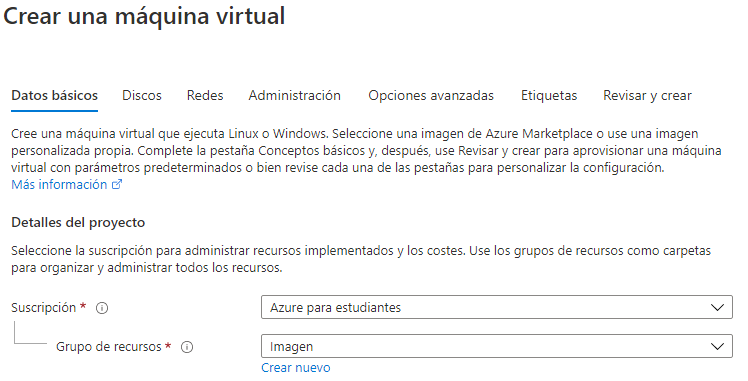 Crear una máquina virtual
Datos básicos Discos Redes Administración Opciones avanzadas Etiquetas Revisar y crear
Cree una máquina virtual que ejecuta Linux o Windows. Seleccione una imagen de Azure Marketplace o use una imagen
personalizada propia. Complete la pestaña Conceptos básicos y, después, use Revisar y crear para aprovisionar una máquina
virtual con parámetros predeterminados o bien revise cada una de las pestañas para personalizar la configuración.
Más información
Detalles del proyecto
Seleccione la suscripción para administrar recursos implementados y los costes. Use los grupos de recursos como carpetas
para organizar y administrar todos los recursos.
Suscripción * Azure para estudiantes
Grupo de recursos * Imagen
Crear nuevo